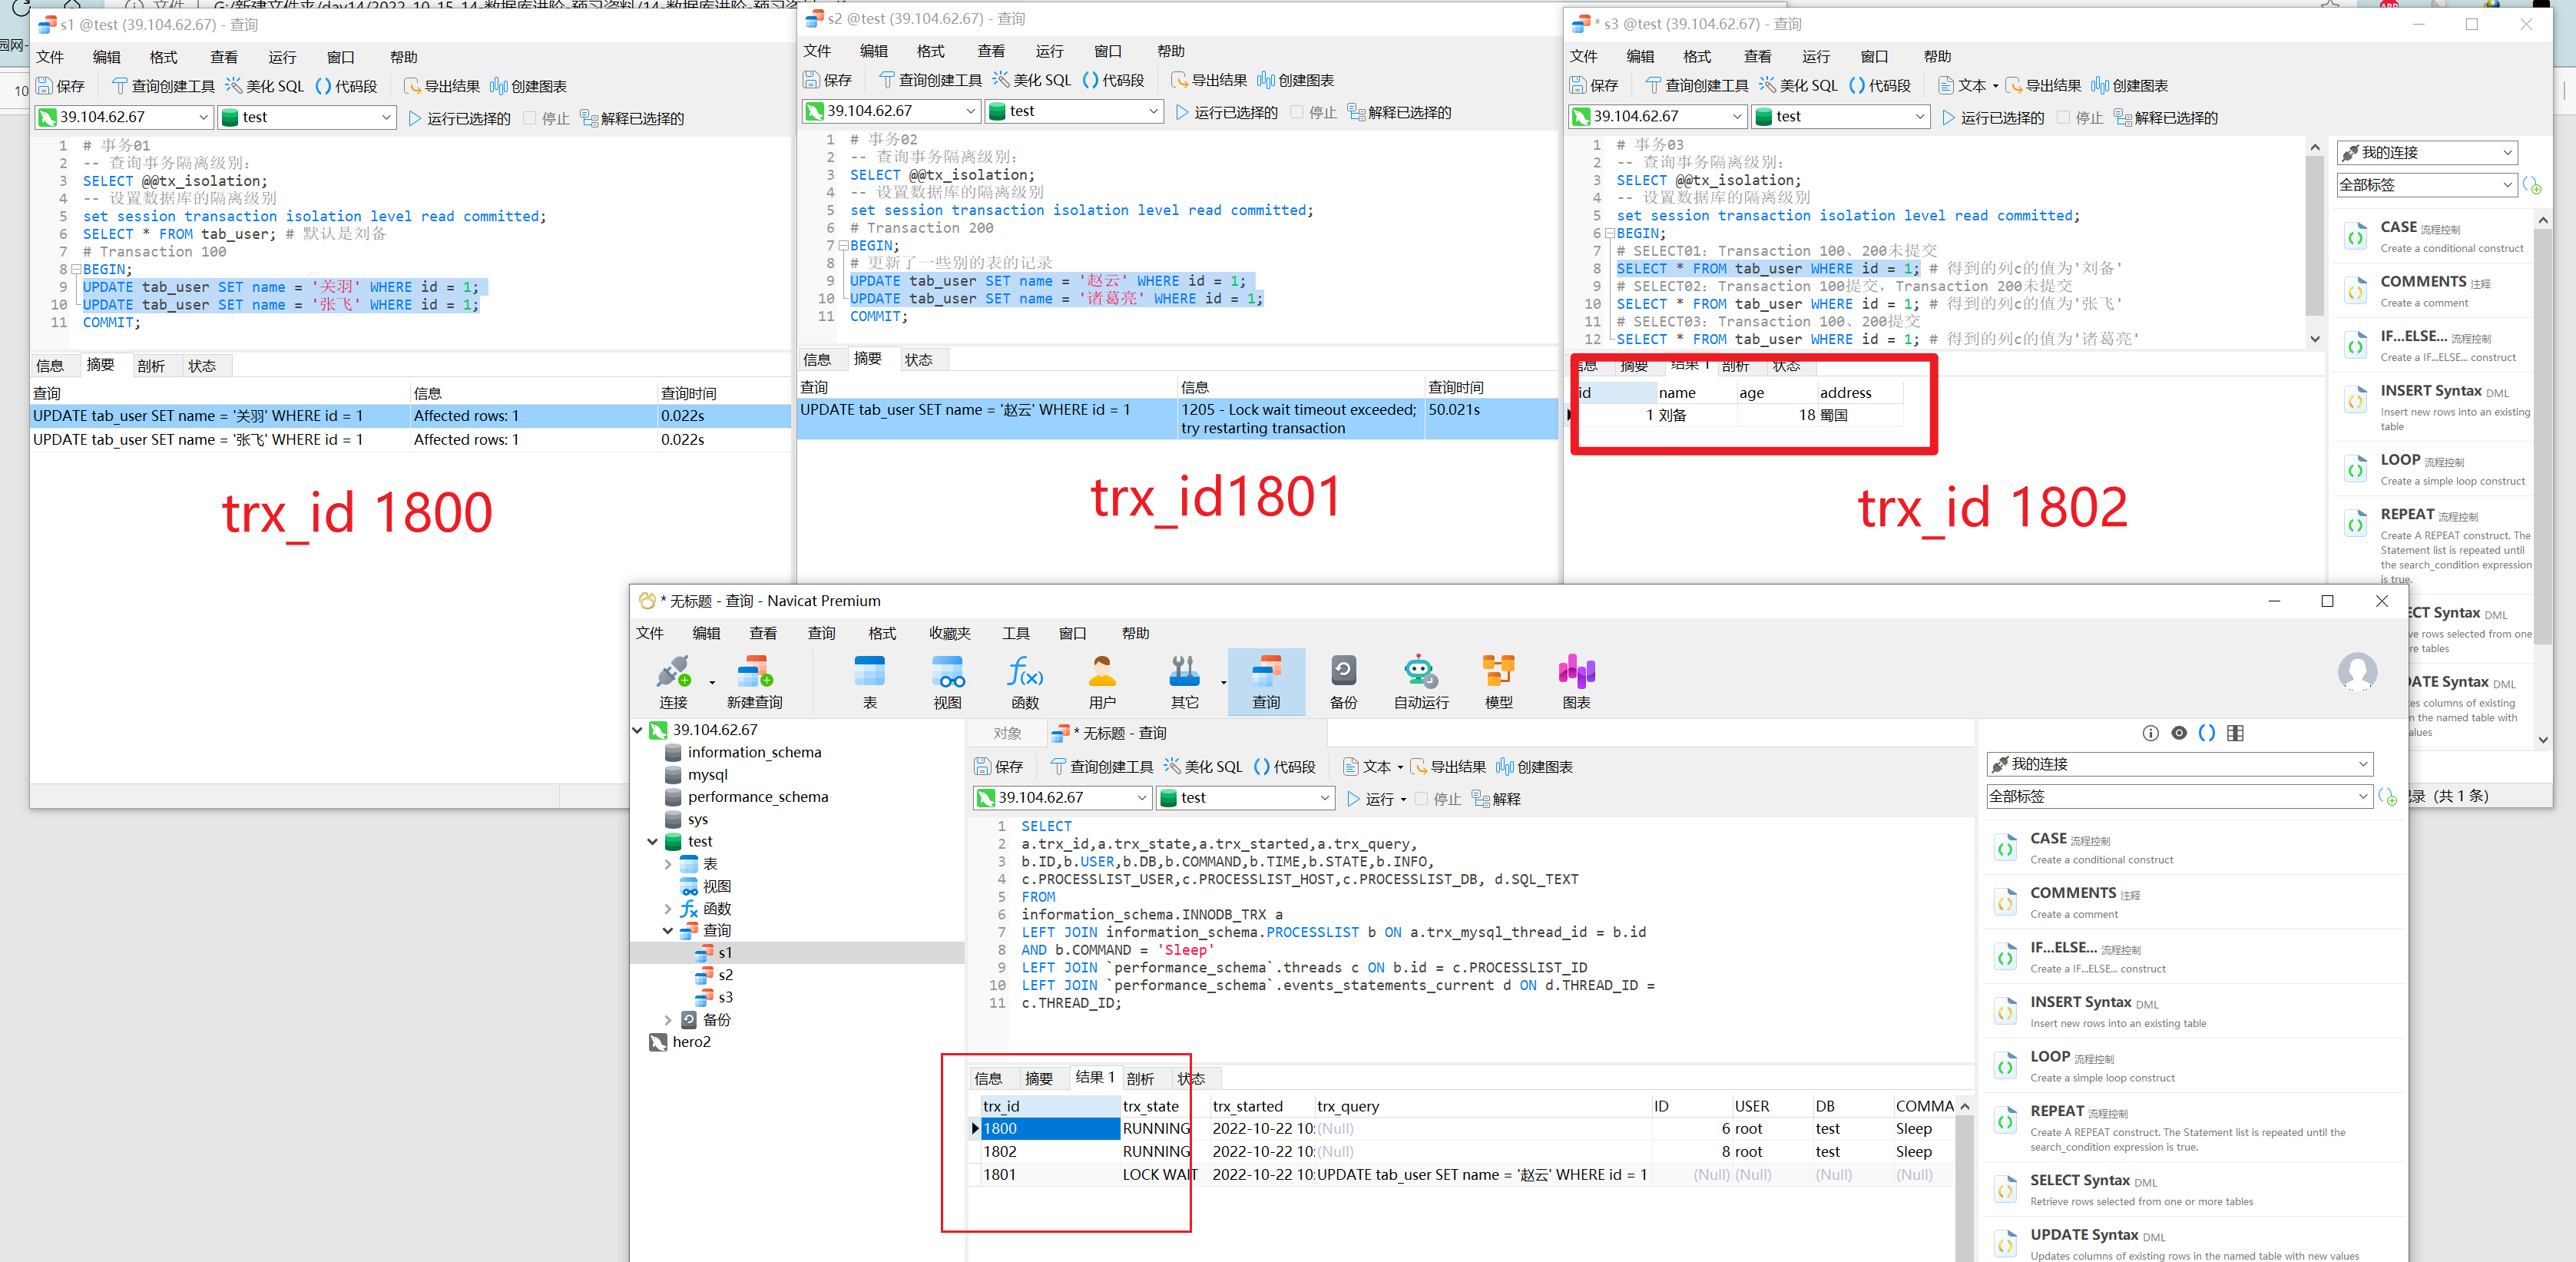 s1 @test (39.104.62.67) - 查询
文件 编辑 格式 查看 运行 窗口 帮助
保存 查询创建工具 美化 SQL 代码段 导出结果 创建图表
39.104.62.67 test 运行已选择的 停止 解释已选择的
1 # 事务01
2 -- 查询事务隔离级别：
3 SELECT @@tx_isolation;
4 -- 设置数据库的隔离级别
5 set session transaction isolation level read committed;
6 SELECT * FROM tab_user; # 默认是刘备
7 # Transaction 100
8 BEGIN;
9 UPDATE tab_user SET name = '关羽' WHERE id = 1;
10 UPDATE tab_user SET name = '张飞' WHERE id = 1;
11 COMMIT;
信息 摘要 剖析 状态
查询 信息 查询时间
UPDATE tab_user SET name = '关羽' WHERE id = 1 Affected rows: 1 0.022s
UPDATE tab_user SET name = '张飞' WHERE id = 1 Affected rows: 1 0.022s
trx_id 1800
s2 @test (39.104.62.67) - 查询
文件 编辑 格式 查看 运行 窗口 帮助
保存 查询创建工具 美化 SQL 代码段 导出结果 创建图表
39.104.62.67 test 运行已选择的 停止 解释已选择的
1 # 事务02
2 -- 查询事务隔离级别：
3 SELECT @@tx_isolation;
4 -- 设置数据库的隔离级别
5 set session transaction isolation level read committed;
6 # Transaction 200
7 BEGIN;
8 # 更新了一些别的表的记录
9 UPDATE tab_user SET name = '赵云' WHERE id = 1;
10 UPDATE tab_user SET name = '诸葛亮' WHERE id = 1;
11 COMMIT;
信息 摘要 状态
查询 信息 查询时间
UPDATE tab_user SET name = '赵云' WHERE id = 1 1205 - Lock wait timeout exceeded; 50.021s
try restarting transaction
trx_id1801
* s3 @test (39.104.62.67) - 查询
文件 编辑 格式 查看 运行 窗口 帮助
保存 查询创建工具 美化 SQL 代码段 文本 导出结果 创建图表
39.104.62.67 test 运行已选择的 停止 解释已选择的
1 # 事务03
2 -- 查询事务隔离级别：
3 SELECT @@tx_isolation;
4 -- 设置数据库的隔离级别
5 set session transaction isolation level read committed;
6 BEGIN;
7 # SELECT01：Transaction 100、200未提交
8 SELECT * FROM tab_user WHERE id = 1; # 得到的列c的值为'刘备'
9 # SELECT02：Transaction 100提交，Transaction 200未提交
10 SELECT * FROM tab_user WHERE id = 1; # 得到的列c的值为'张飞'
11 # SELECT03：Transaction 100、200提交
12 SELECT * FROM tab_user WHERE id = 1; # 得到的列c的值为'诸葛亮'
信息 摘要 结果 1 剖析 状态
id name age address
1 刘备 18 蜀国
trx_id 1802
我的连接
全部标签
CASE 流程控制
Create a conditional construct
COMMENTS 注释
Create a comment
IF...ELSE... 流程控制
Create a IF...ELSE... construct
INSERT Syntax DML
Insert new rows into an existing
table
LOOP 流程控制
Create a simple loop construct
REPEAT 流程控制
Create A REPEAT construct. The
Statement list is repeated until
the search_condition expression
is true.
ECT Syntax DML
ve rows selected from one
re tables
DATE Syntax DML
es columns of existing
n the named table with
alues
录 (共 1 条)
* 无标题 - 查询 - Navicat Premium
文件 编辑 查看 查询 格式 收藏夹 工具 窗口 帮助
连接 新建查询 表 视图 函数 用户 其它 查询 备份 自动运行 模型 图表
39.104.62.67
information_schema
mysql
performance_schema
sys
test
表
视图
函数
查询
s1
s2
s3
备份
hero2
对象 * 无标题 - 查询
保存 查询创建工具 美化 SQL 代码段 文本 导出结果 创建图表
39.104.62.67 test 运行 停止 解释
1 SELECT
2 a.trx_id,a.trx_state,a.trx_started,a.trx_query,
3 b.ID,b.USER,b.DB,b.COMMAND,b.TIME,b.STATE,b.INFO,
4 c.PROCESSLIST_USER,c.PROCESSLIST_HOST,c.PROCESSLIST_DB, d.SQL_TEXT
5 FROM
6 information_schema.INNODB_TRX a
7 LEFT JOIN information_schema.PROCESSLIST b ON a.trx_mysql_thread_id = b.id
8 AND b.COMMAND = 'Sleep'
9 LEFT JOIN `performance_schema`.threads c ON b.id = c.PROCESSLIST_ID
10 LEFT JOIN `performance_schema`.events_statements_current d ON d.THREAD_ID =
11 c.THREAD_ID;
信息 摘要 结果 1 剖析 状态
trx_id trx_state trx_started trx_query ID USER DB COMMA
1800 RUNNING 2022-10-22 10: (Null) 6 root test Sleep
1802 RUNNING 2022-10-22 10: (Null) 8 root test Sleep
1801 LOCK WAIT 2022-10-22 10: UPDATE tab_user SET name = '赵云' WHERE id = 1 (Null) (Null) (Null) (Null)
我的连接
全部标签
CASE 流程控制
Create a conditional construct
COMMENTS 注释
Create a comment
IF...ELSE... 流程控制
Create a IF...ELSE... construct
INSERT Syntax DML
Insert new rows into an existing table
LOOP 流程控制
Create a simple loop construct
REPEAT 流程控制
Create A REPEAT construct. The Statement list is repeated until the
search_condition expression is true.
SELECT Syntax DML
Retrieve rows selected from one or more tables
UPDATE Syntax DML
Updates columns of existing rows in the named table with new values